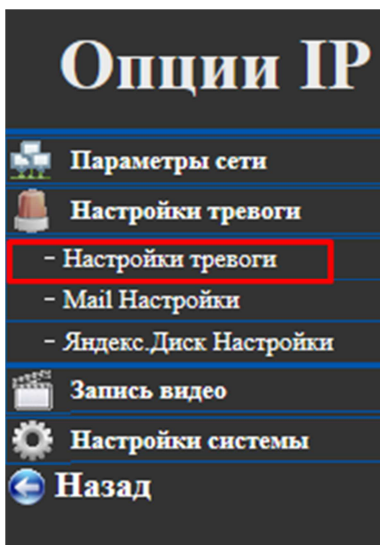 Опции IP
Параметры сети
Настройки тревоги
- Настройки тревоги
- Mail Настройки
- Яндекс.Диск Настройки
Запись видео
Настройки системы
Назад